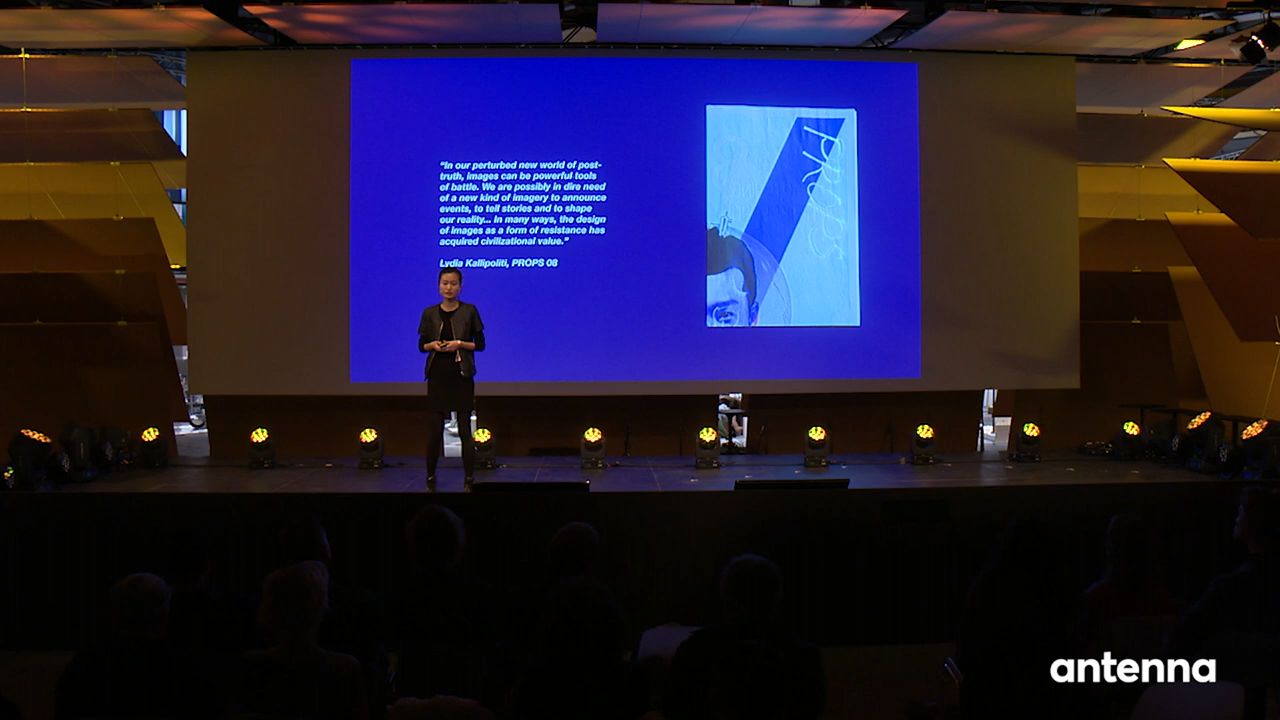 "In our perturbed new world of post-
truth, images can be powerful tools
of battle. We are possibly in dire need
of a new kind of imagery to announce
events, to tell stories and to shape
our reality... in many ways, the design
of images as a form of resistance has
acquired civilizational value."
Lydia Kallipoliti, PROPS 08
antenna